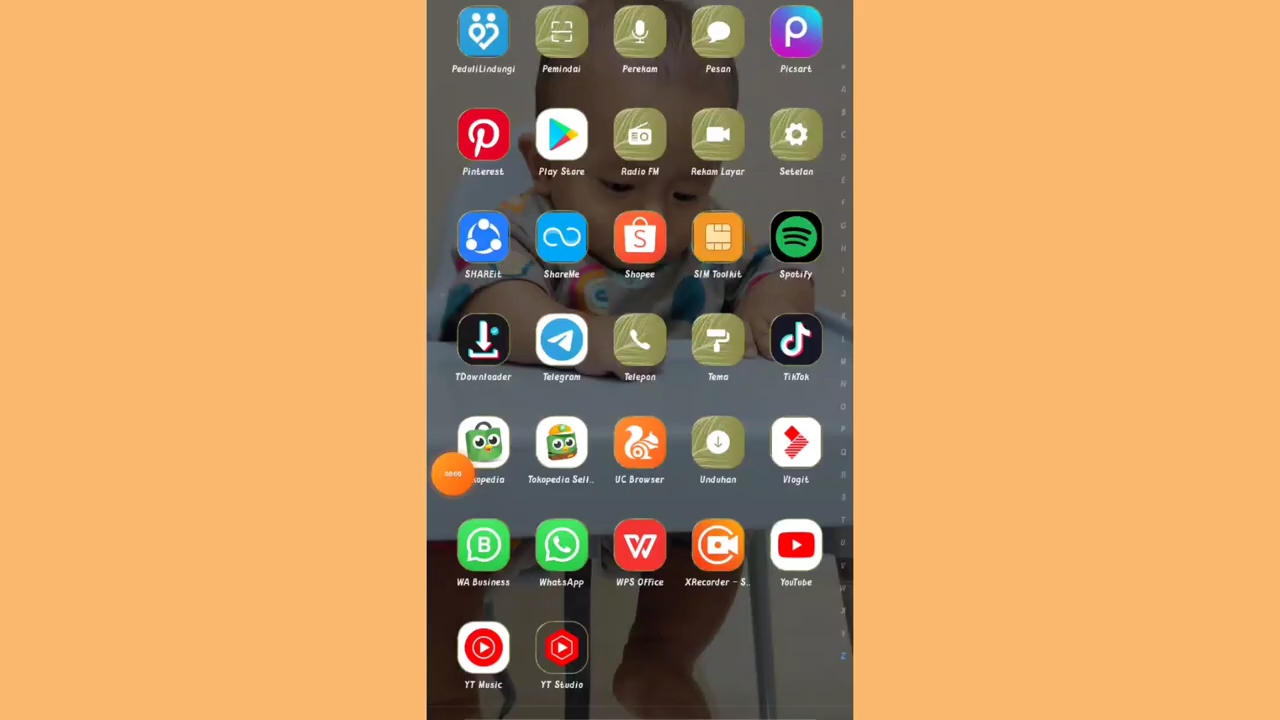 PeduliLindungi
Pemindai
Perekam
Pesan
Picsart
Pinterest
Play Store
Radio FM
Rekam Layar
Setelan
SHAREit
ShareMe
Shopee
SIM Toolkit
Spotify
TDownloader
Telegram
Telepon
Tema
TikTok
kopedia
Tokopedia Sell..
UC Browser
Unduhan
Vlogit
WA Business
WhatsApp
WPS Office
XRecorder - S..
YouTube
YT Music
YT Studio